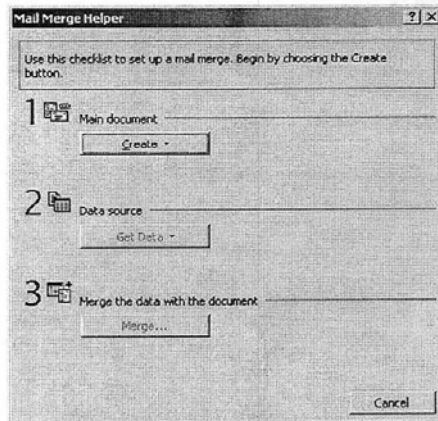 Mail Merge Helper
Use this checklist to set up a mail merge. Begin by choosing the Create
button.
1 Main document
Create
2 Data source
Get Data
3 Merge the data with the document
Merge...
Cancel